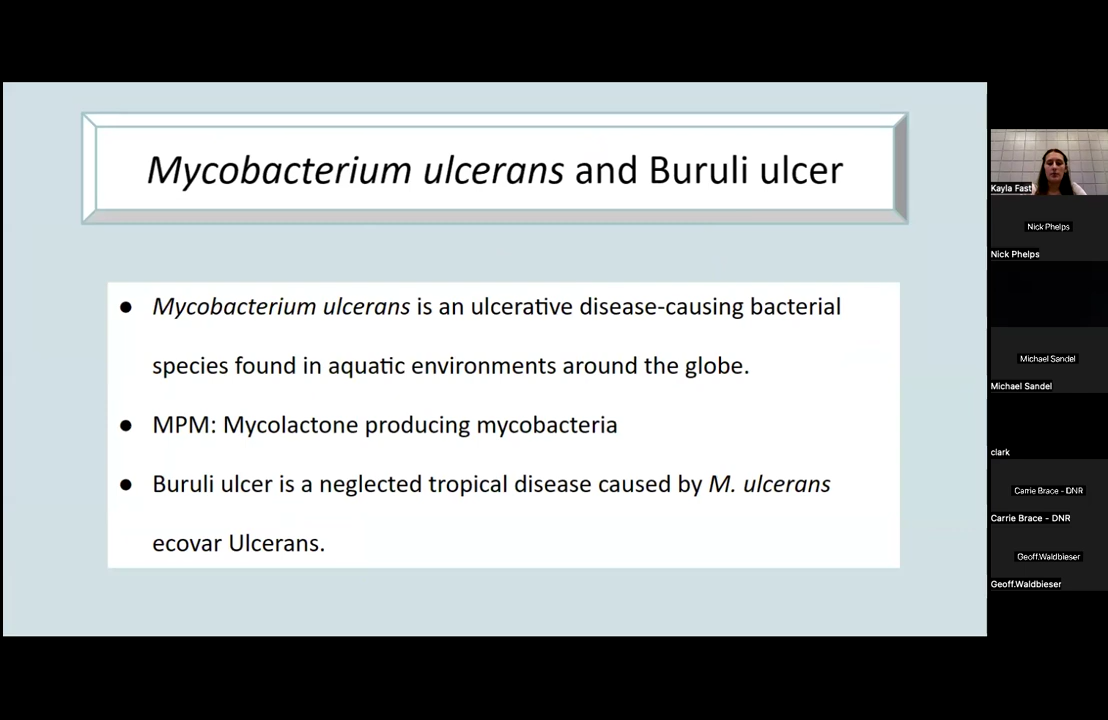 Mycobacterium ulcerans and Buruli ulcer
● Mycobacterium ulcerans is an ulcerative disease-causing bacterial
species found in aquatic environments around the globe.
● MPM: Mycolactone producing mycobacteria
● Buruli ulcer is a neglected tropical disease caused by M. ulcerans
ecovar Ulcerans.
Kayla Fast
Nick Phelps
Nick Phelps
Michael Sandel
Michael Sandel
clark
Carrie Brace - DNR
Carrie Brace - DNR
Geoff.Waldbieser
Geoff.Waldbieser